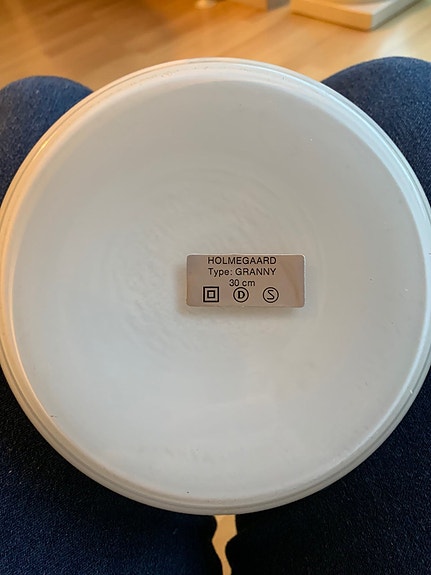 HOLMEGAARD
Type: GRANNY
30 cm
D S